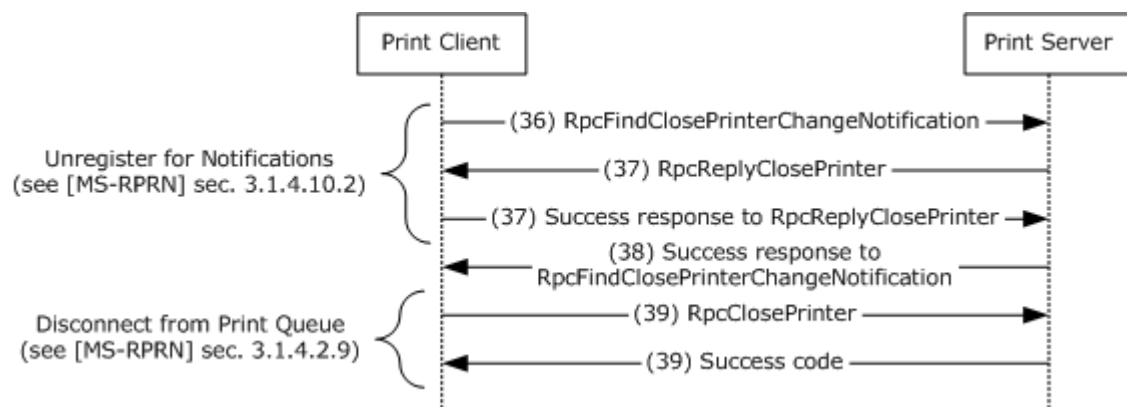 Print Client
Print Server
(36) RpcFindClosePrinterChangeNotification
Unregister for Notifications
(see [MS-RPRN] sec. 3.1.4.10.2)
(37) RpcReplyClosePrinter
(37) Success response to RpcReplyClosePrinter
(38) Success response to
RpcFindClosePrinterChangeNotification
Disconnect from Print Queue
(see [MS-RPRN] sec. 3.1.4.2.9)
(39) RpcClosePrinter
(39) Success code